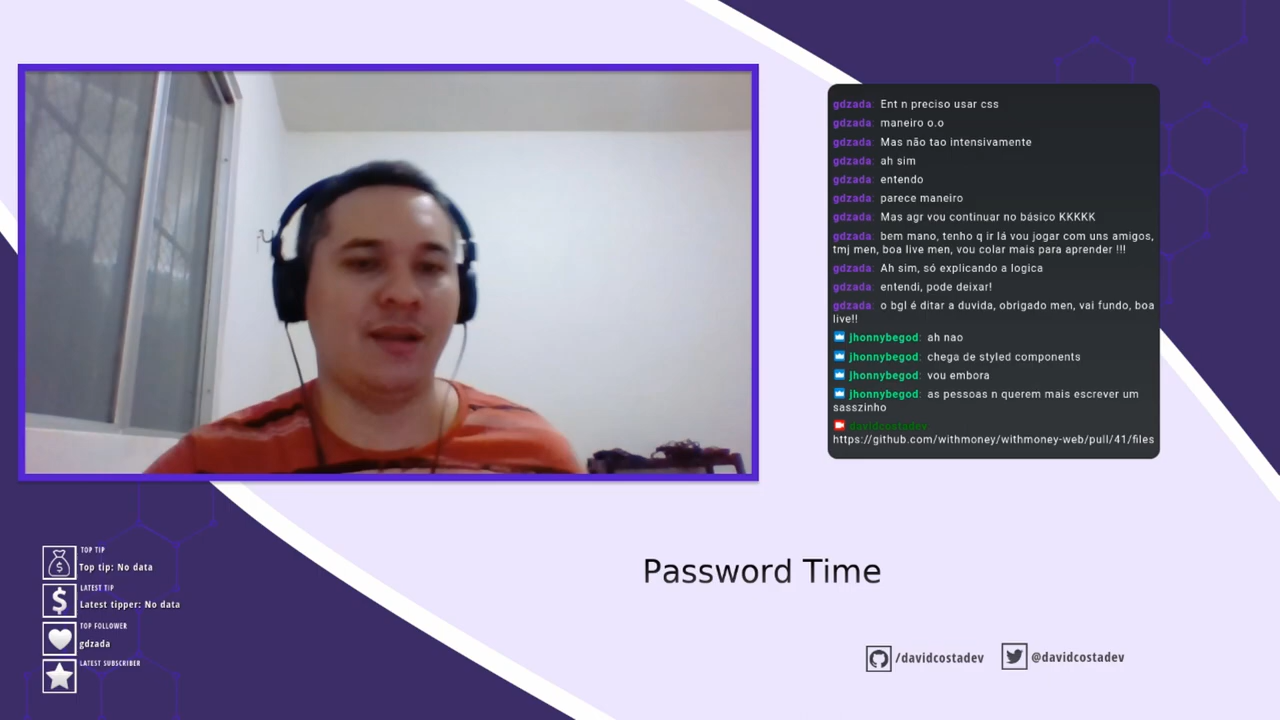 gdzada: Ent n preciso usar css
gdzada: maneiro o.o
gdzada: Mas não tao intensivamente
gdzada: ah sim
gdzada: entendo
gdzada: parece maneiro
gdzada: Mas agr vou continuar no básico KKKKK
gdzada: bem mano, tenho q ir lá vou jogar com uns amigos,
tmj men, boa live men, vou colar mais para aprender !!!
gdzada: Ah sim, só explicando a logica
gdzada: entendi, pode deixar!
gdzada: o bgl é ditar a duvida, obrigado men, vai fundo, boa
live!!
jhonnybegod: ah nao
jhonnybegod: chega de styled components
jhonnybegod: vou embora
jhonnybegod: as pessoas n querem mais escrever um
sasszinho
davidcostadev:
https://github.com/withmoney/withmoney-web/pull/41/files
TOP TIP
Top tip: No data
LATEST TIP
Latest tipper: No data
TOP FOLLOWER
gdzada
LATEST SUBSCRIBER
Password Time
/davidcostadev
@davidcostadev